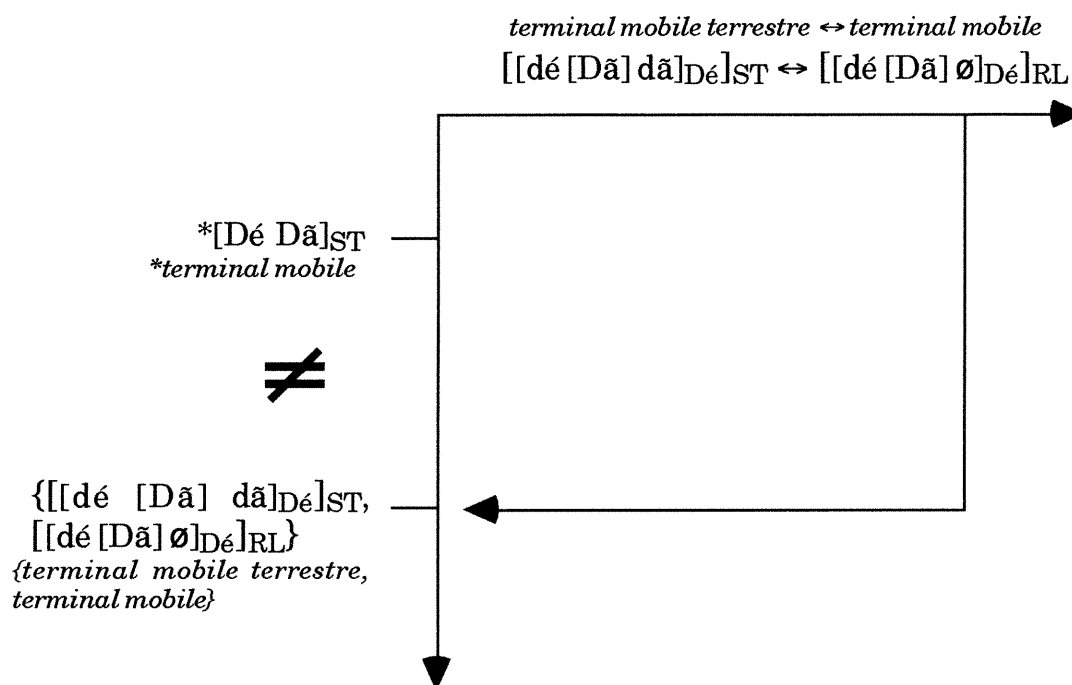 terminal mobile terrestre ↔ terminal mobile
[[dé [Dã] dã]Dé]ST ↔ [[dé [Dã] ø]Dé]RL
*[Dé Dã]ST
*terminal mobile
≠
{[[dé [Dã] dã]Dé]ST,
[[dé [Dã] ø]Dé]RL}
{terminal mobile terrestre,
terminal mobile}